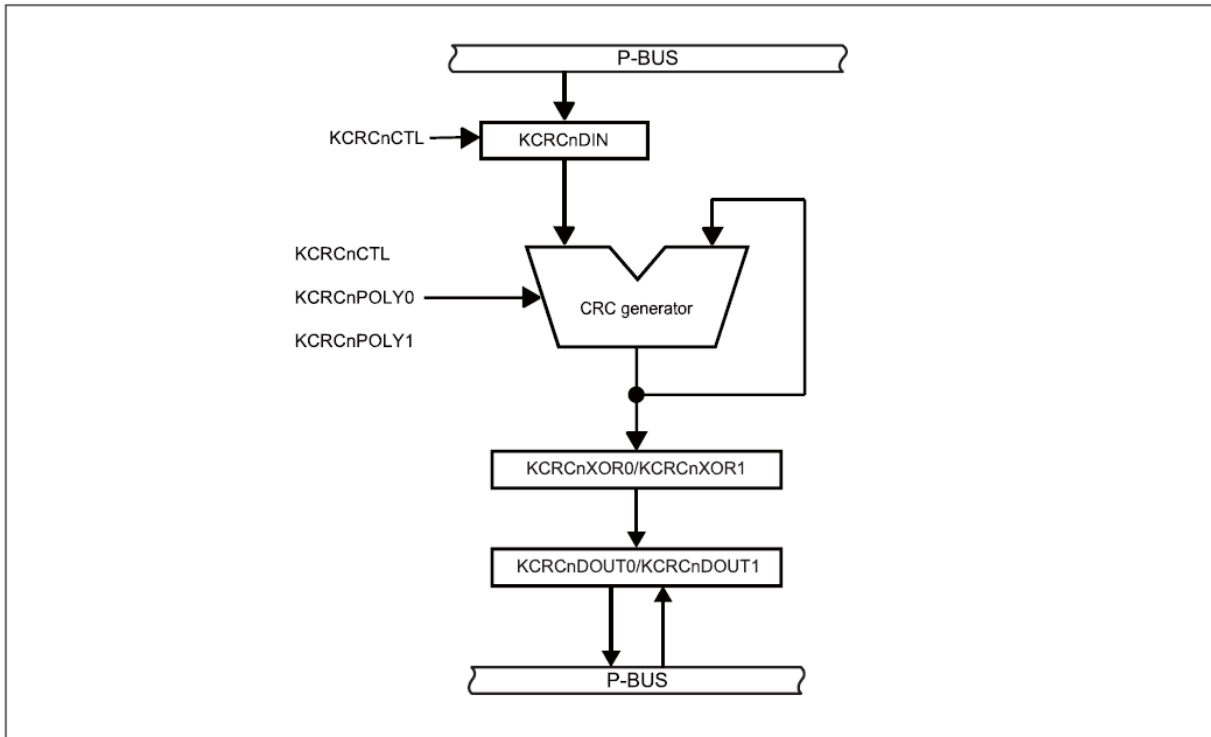 P-BUS
KCRCnCTL
KCRCnDIN
KCRCnCTL
KCRCnPOLY0
CRC generator
KCRCnPOLY1
KCRCnXOR0/KCRCnXOR1
KCRCnDOUT0/KCRCnDOUT1
P-BUS